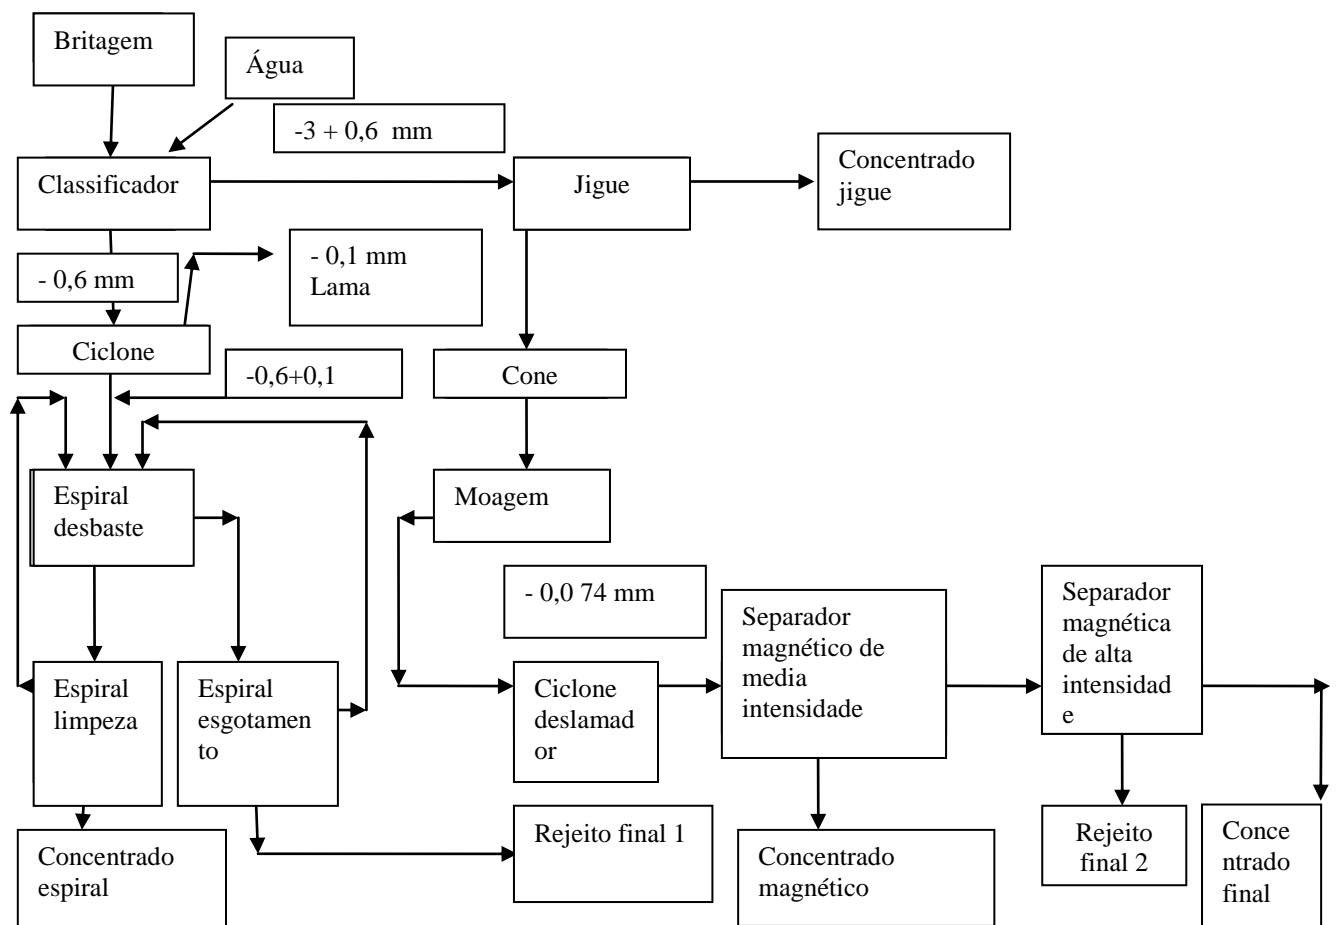 Britagem
Água
-3 + 0,6 mm
Classificador
Jigue
Concentrado
jigue
- 0,6 mm
- 0,1 mm
Lama
Ciclone
-0,6+0,1
Cone
Espiral
desbaste
Moagem
- 0,0 74 mm
Separador
magnético de
media
intensidade
Separador
magnética
de alta
intensidad
e
Espiral
limpeza
Espiral
esgotamen
to
Ciclone
deslamad
or
Concentrado
espiral
Rejeito final 1
Concentrado
magnético
Rejeito
final 2
Conce
ntrado
final